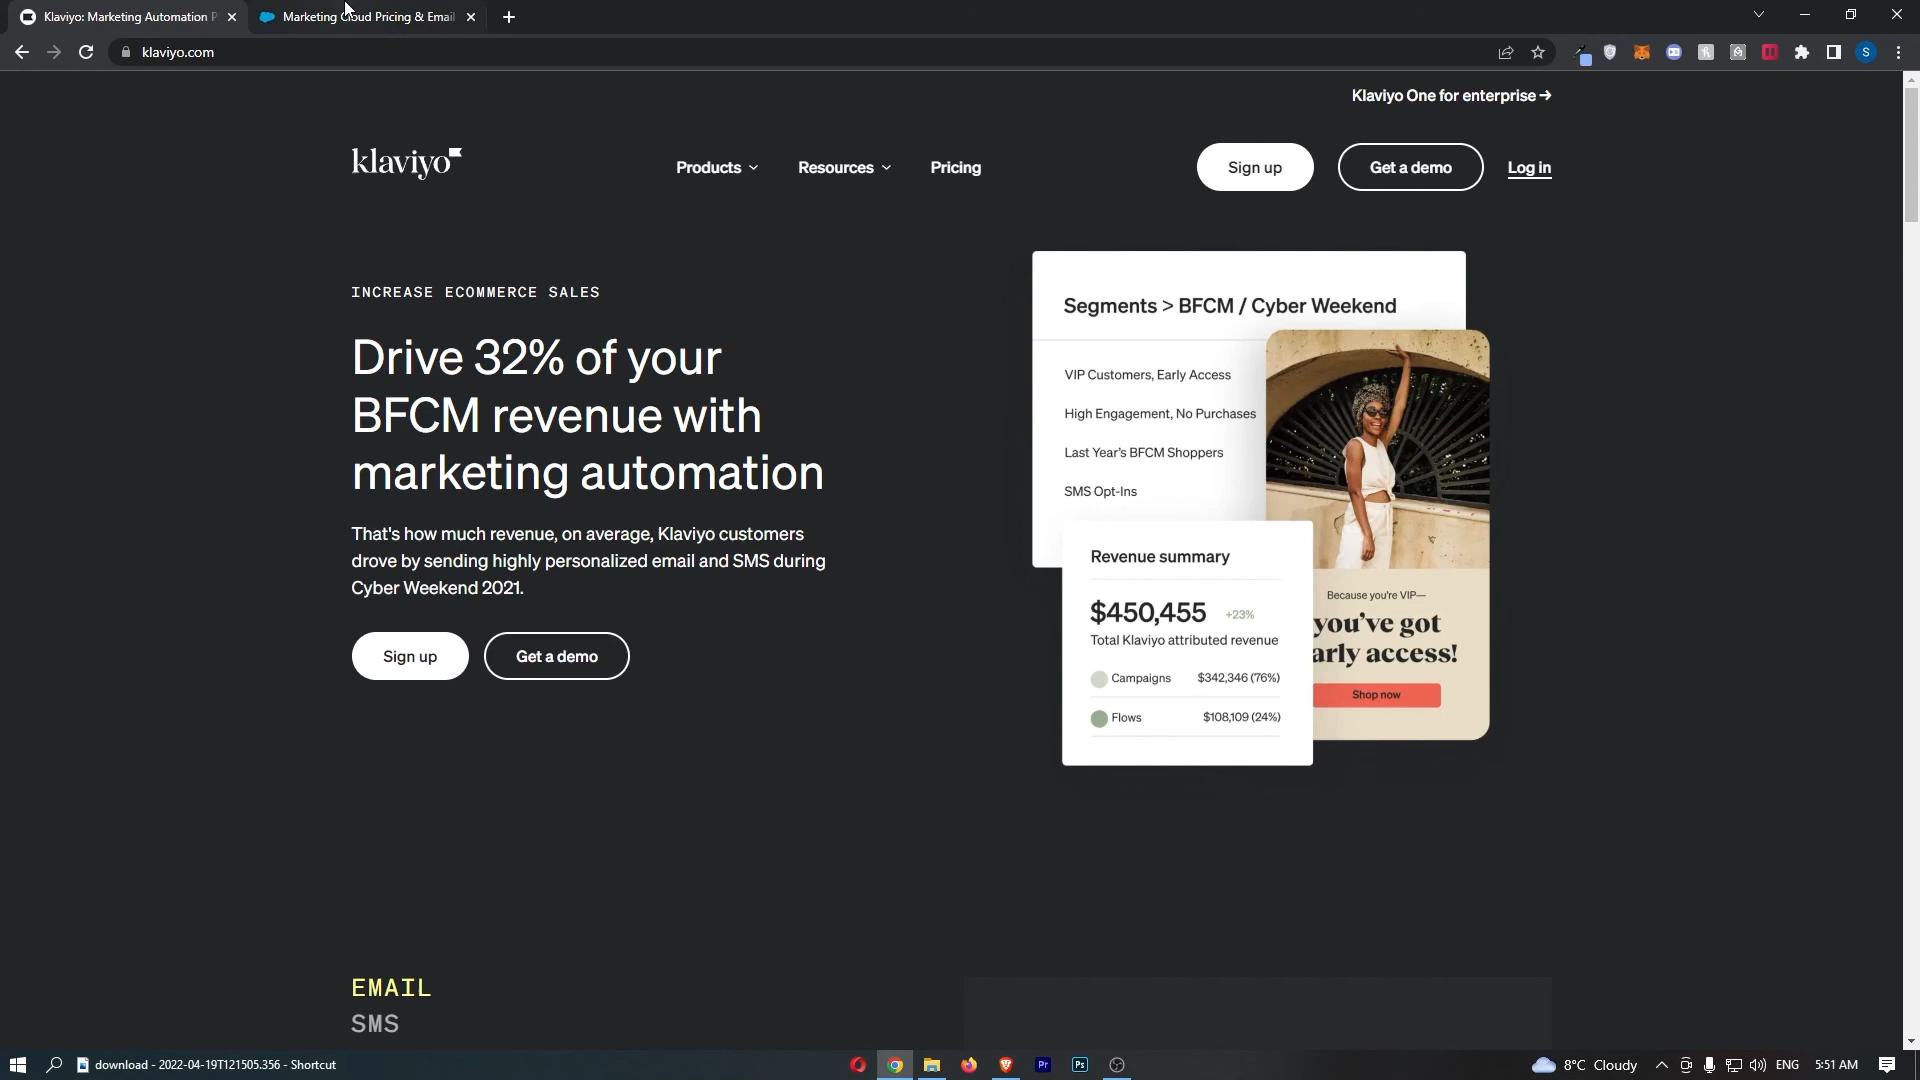 Klaviyo: Marketing Automation P
Marketing Cloud Pricing & Email
klaviyo.com
S
Klaviyo One for enterprise →
klaviyo
Products
Resources
Pricing
Sign up
Get a demo
Log in
INCREASE ECOMMERCE SALES
Drive 32% of your
BFCM revenue with
marketing automation
That's how much revenue, on average, Klaviyo customers
drove by sending highly personalized email and SMS during
Cyber Weekend 2021.
Sign up
Get a demo
Segments > BFCM / Cyber Weekend
VIP Customers, Early Access
High Engagement, No Purchases
Last Year's BFCM Shoppers
SMS Opt-Ins
Revenue summary
$450,455 +23%
Total Klaviyo attributed revenue
Campaigns $342,346 (76%)
Flows $108,109 (24%)
Because you're VIP—
you've got
arly access!
Shop now
EMAIL
SMS
download - 2022-04-19T121505.356 - Shortcut
Pr
Ps
8°C Cloudy
ENG
5:51 AM